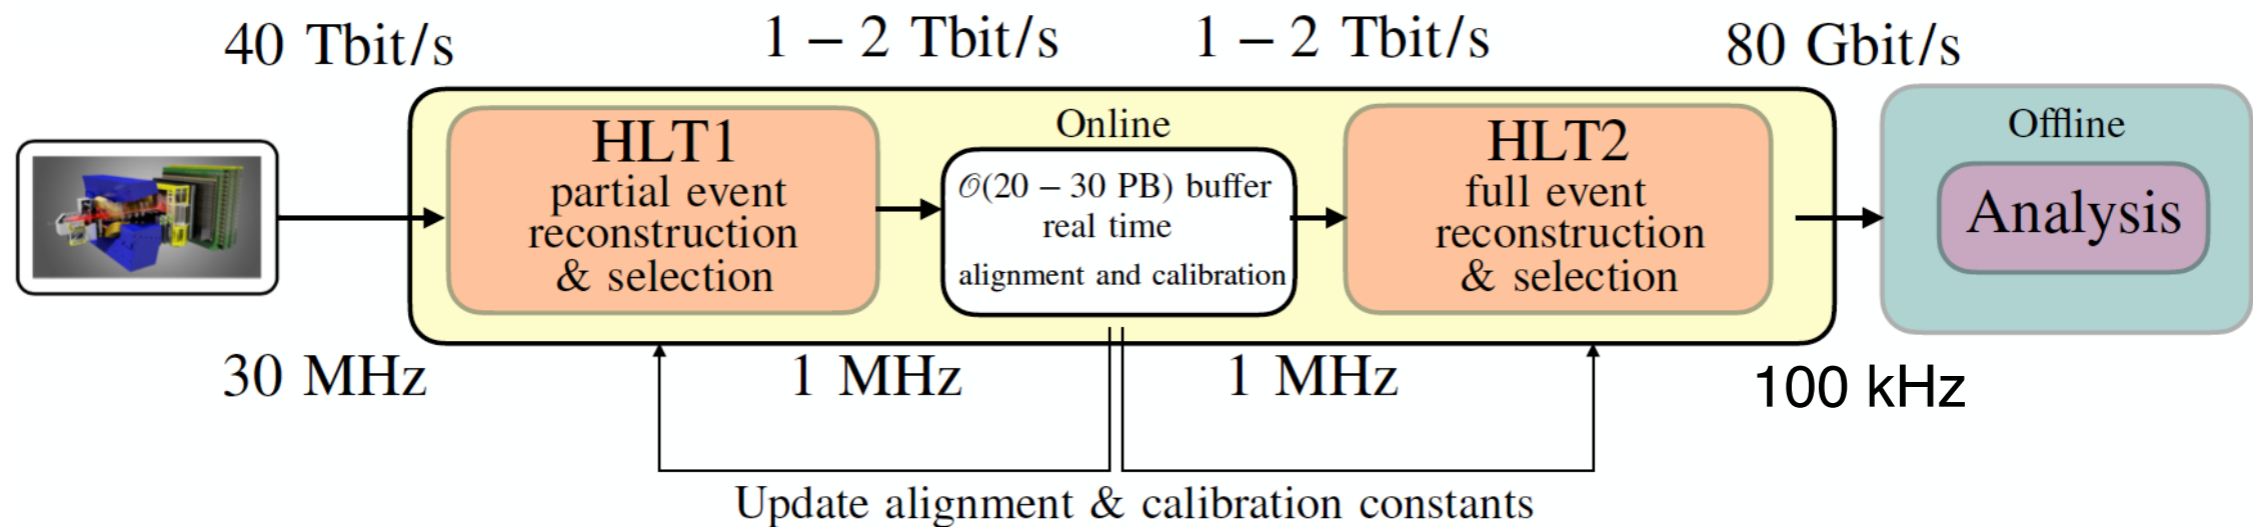 40 Tbit/s
1 – 2 Tbit/s
1 – 2 Tbit/s
80 Gbit/s
HLT1
partial event
reconstruction
& selection
Online
𝒪(20 – 30 PB) buffer
real time
alignment and calibration
HLT2
full event
reconstruction
& selection
Offline
Analysis
30 MHz
1 MHz
1 MHz
100 kHz
Update alignment & calibration constants